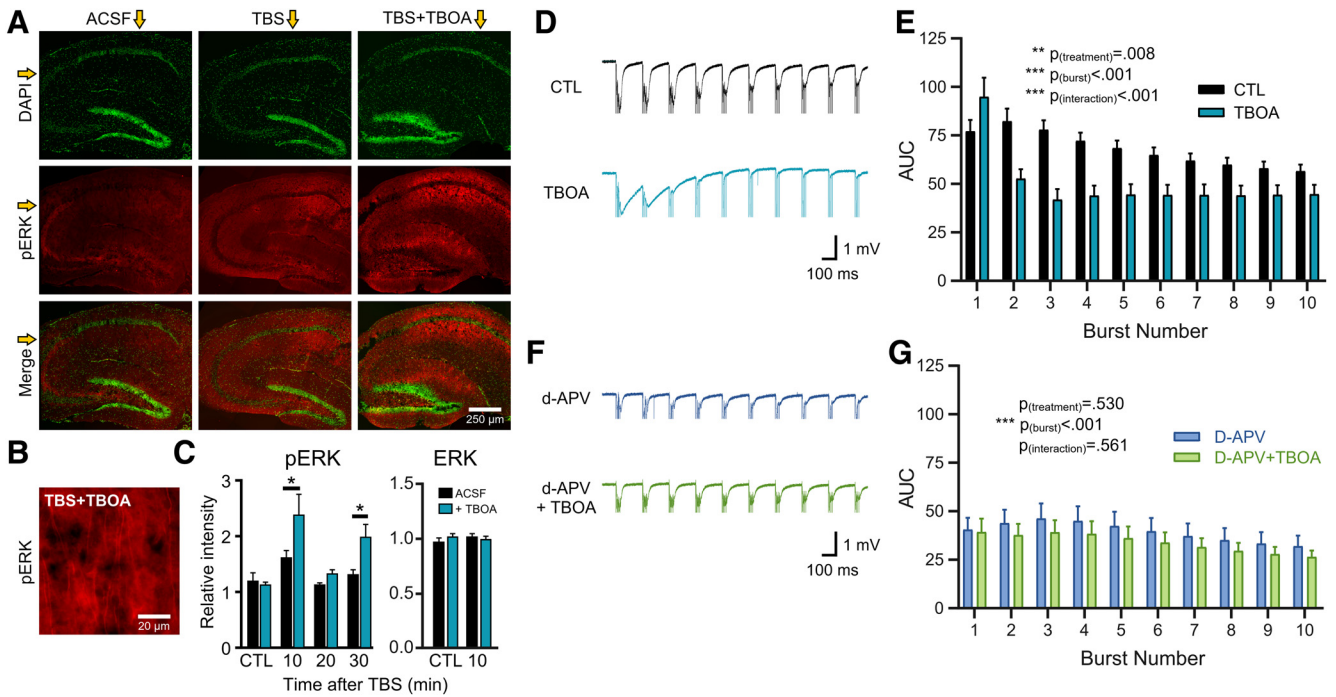 A
ACSF
TBS
TBS+TBOA
DAPI
pERK
Merge
250 µm
B
TBS+TBOA
pERK
20 µm
C
pERK
ERK
Relative intensity
3
2
1
0
1.5
1.0
0.5
0.0
ACSF
+ TBOA
*
*
CTL 10 20 30
CTL 10
Time after TBS (min)
D
CTL
TBOA
1 mV
100 ms
E
** p(treatment)=.008
*** p(burst)<.001
*** p(interaction)<.001
CTL
TBOA
AUC
125
100
75
50
25
0
1 2 3 4 5 6 7 8 9 10
Burst Number
F
d-APV
d-APV
+ TBOA
1 mV
100 ms
G
p(treatment)=.530
*** p(burst)<.001
p(interaction)=.561
D-APV
D-APV+TBOA
AUC
125
100
75
50
25
0
1 2 3 4 5 6 7 8 9 10
Burst Number